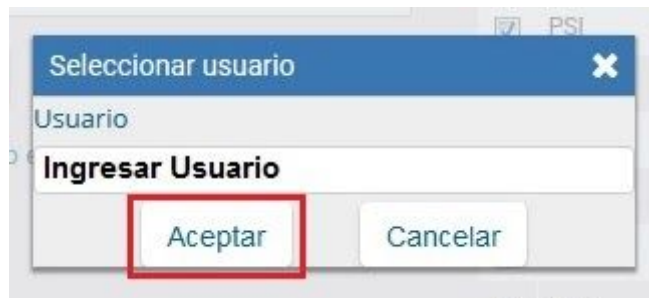 PSI
Seleccionar usuario
Usuario
Ingresar Usuario
Aceptar Cancelar